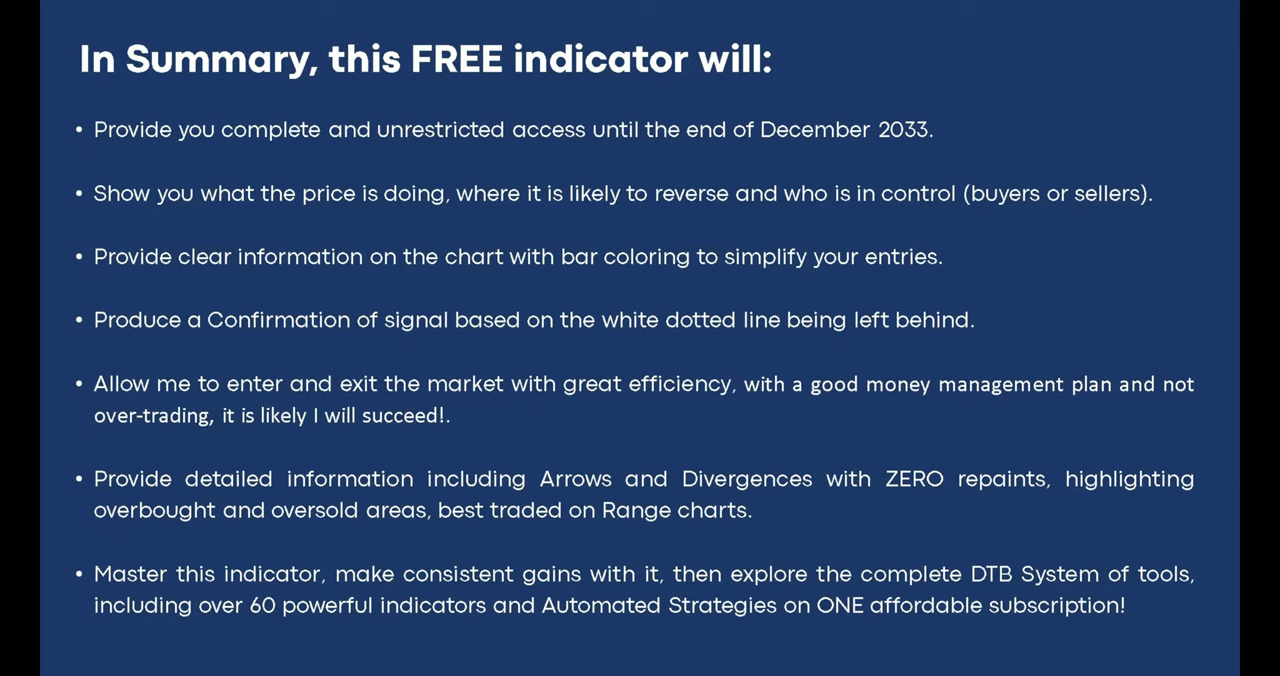 In Summary, this FREE indicator will:
• Provide you complete and unrestricted access until the end of December 2033.
• Show you what the price is doing, where it is likely to reverse and who is in control (buyers or sellers).
• Provide clear information on the chart with bar coloring to simplify your entries.
• Produce a Confirmation of signal based on the white dotted line being left behind.
• Allow me to enter and exit the market with great efficiency, with a good money management plan and not
over-trading, it is likely I will succeed!.
• Provide detailed information including Arrows and Divergences with ZERO repaints, highlighting
overbought and oversold areas, best traded on Range charts.
• Master this indicator, make consistent gains with it, then explore the complete DTB System of tools,
including over 60 powerful indicators and Automated Strategies on ONE affordable subscription!